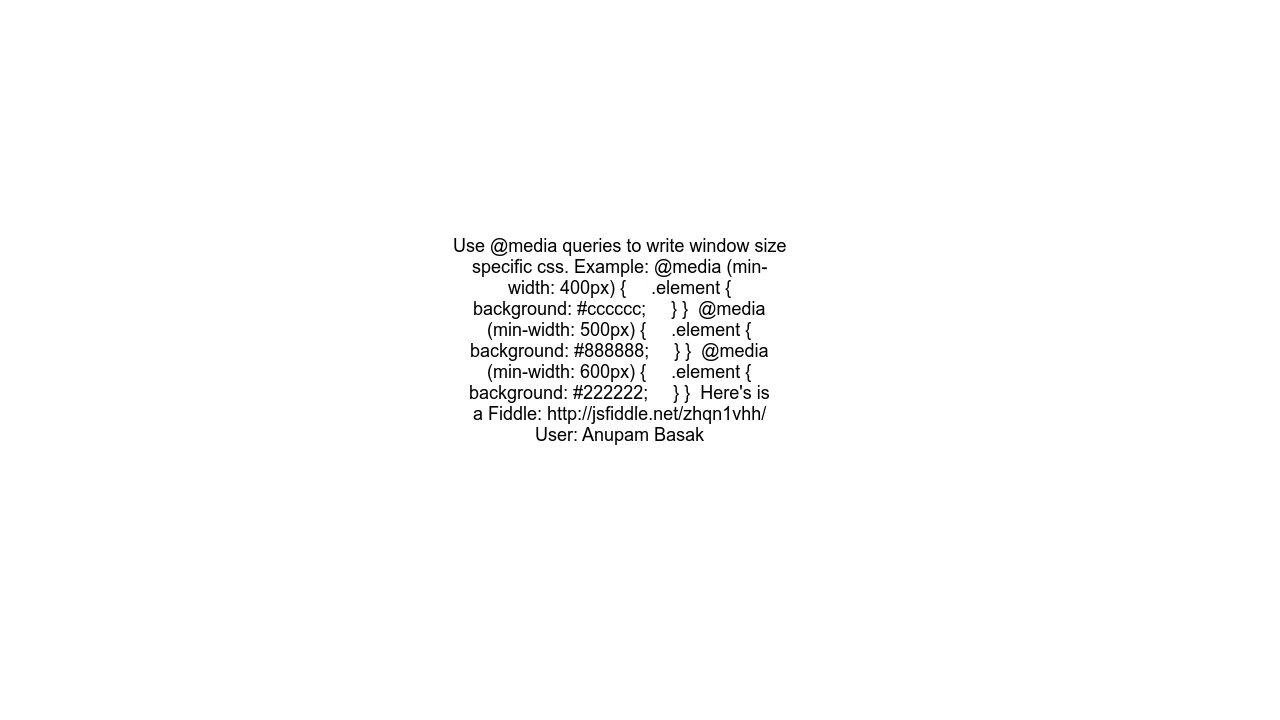 Use @media queries to write window size
specific css. Example: @media (min-
width: 400px) {     .element {
background: #cccccc;     } }  @media
(min-width: 500px) {     .element {
background: #888888;     } }  @media
(min-width: 600px) {     .element {
background: #222222;     } }  Here's is
a Fiddle: http://jsfiddle.net/zhqn1vhh/
User: Anupam Basak